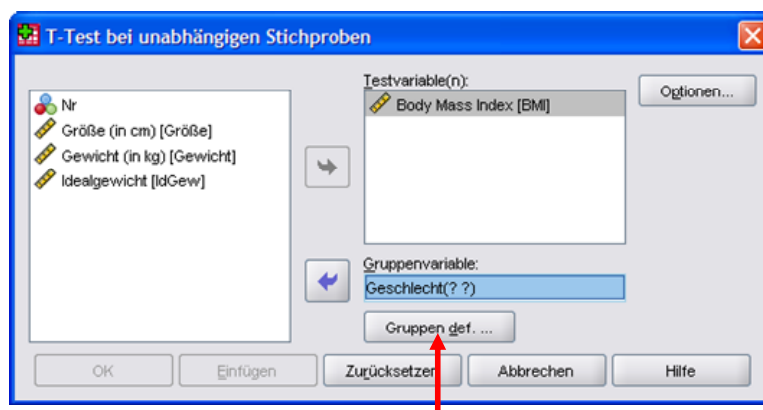 T-Test bei unabhängigen Stichproben
Nr
Größe (in cm) [Größe]
Gewicht (in kg) [Gewicht]
Idealgewicht [IdGew]
Testvariable(n):
Body Mass Index [BMI]
Optionen...
Gruppenvariable:
Geschlecht(? ?)
Gruppen def. ...
OK
Einfügen
Zurücksetzen
Abbrechen
Hilfe